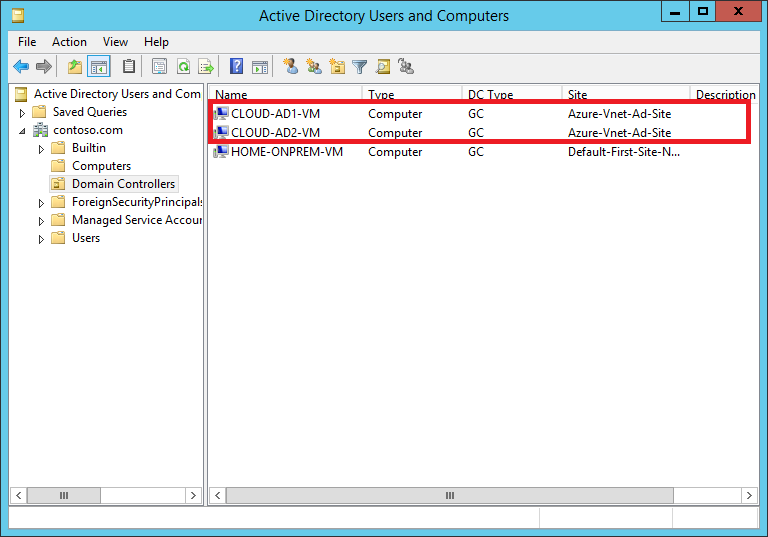 Active Directory Users and Computers
File Action View Help
Active Directory Users and Com
Saved Queries
contoso.com
Builtin
Computers
Domain Controllers
ForeignSecurityPrincipals
Managed Service Accour
Users
Name Type DC Type Site Description
CLOUD-AD1-VM Computer GC Azure-Vnet-Ad-Site
CLOUD-AD2-VM Computer GC Azure-Vnet-Ad-Site
HOME-ONPREM-VM Computer GC Default-First-Site-N...